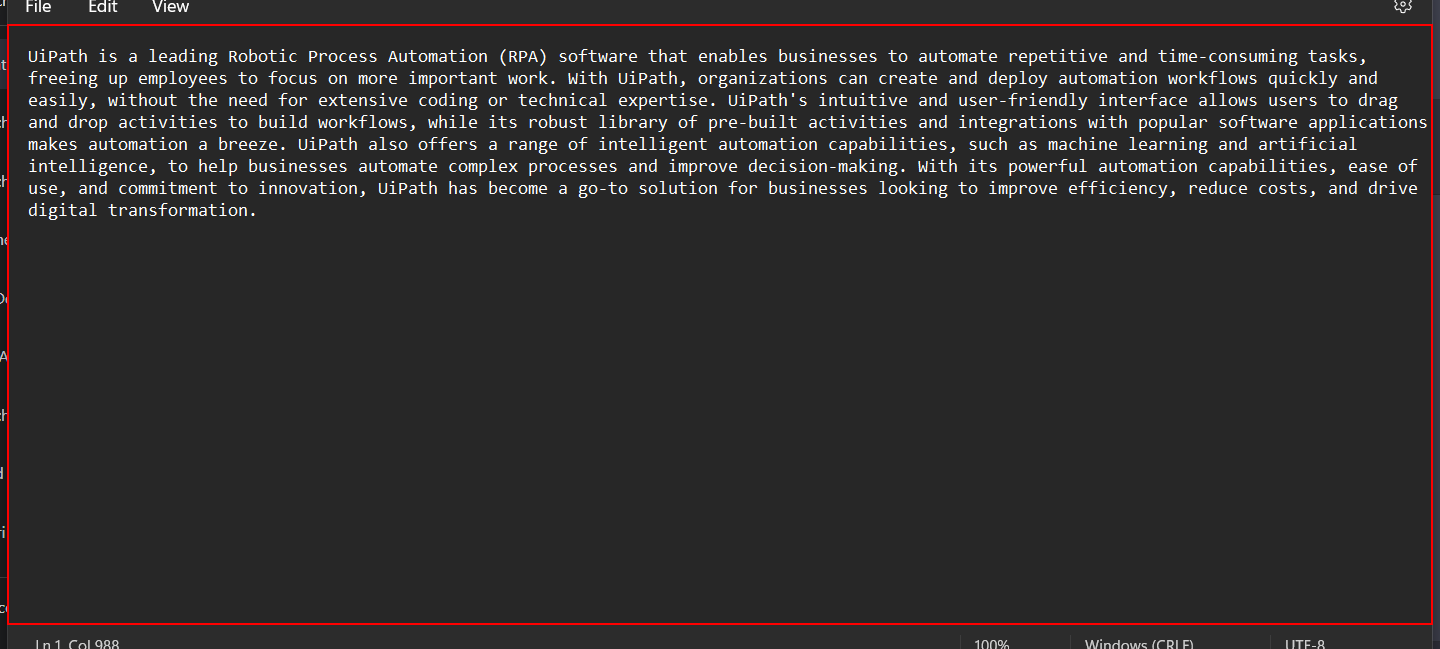 File Edit View
UiPath is a leading Robotic Process Automation (RPA) software that enables businesses to automate repetitive and time-consuming tasks,
freeing up employees to focus on more important work. With UiPath, organizations can create and deploy automation workflows quickly and
easily, without the need for extensive coding or technical expertise. UiPath's intuitive and user-friendly interface allows users to drag
and drop activities to build workflows, while its robust library of pre-built activities and integrations with popular software applications
makes automation a breeze. UiPath also offers a range of intelligent automation capabilities, such as machine learning and artificial
intelligence, to help businesses automate complex processes and improve decision-making. With its powerful automation capabilities, ease of
use, and commitment to innovation, UiPath has become a go-to solution for businesses looking to improve efficiency, reduce costs, and drive
digital transformation.
Ln 1, Col 988 100% Windows (CRLF) UTF-8